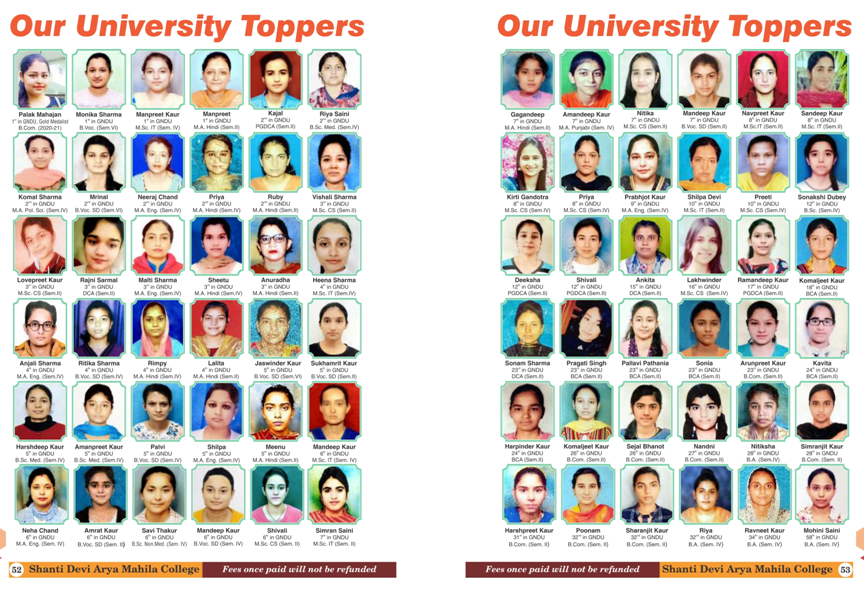 Our University Toppers
Palak Mahajan
1st in GNDU, Gold Medalist
B.Com. (2020-21)
Monika Sharma
1st in GNDU
B.Voc. (Sem.VI)
Manpreet Kaur
1st in GNDU
M.Sc. IT (Sem. IV)
Manpreet
1st in GNDU
M.A. Hindi (Sem.II)
Kajal
2nd in GNDU
PGDCA (Sem.II)
Riya Saini
2nd in GNDU
B.Sc. Med. (Sem.IV)
Komal Sharma
2nd in GNDU
M.A. Pol. Sci. (Sem.IV)
Mrinal
2nd in GNDU
B.Voc. SD (Sem.VI)
Neeraj Chand
2nd in GNDU
M.A. Eng. (Sem.IV)
Priya
2nd in GNDU
M.A. Hindi (Sem.IV)
Ruby
2nd in GNDU
M.A. Hindi (Sem.II)
Vishali Sharma
3rd in GNDU
M.Sc. CS (Sem.II)
Lovepreet Kaur
3rd in GNDU
M.Sc. CS (Sem.II)
Rajni Sarmal
3rd in GNDU
DCA (Sem.II)
Malti Sharma
3rd in GNDU
M.A. Eng. (Sem.IV)
Sheetu
3rd in GNDU
M.A. Hindi (Sem.IV)
Anuradha
3rd in GNDU
M.A. Hindi (Sem.II)
Heena Sharma
4th in GNDU
M.Sc. IT (Sem.IV)
Anjali Sharma
4th in GNDU
M.A. Eng. (Sem.IV)
Ritika Sharma
4th in GNDU
B.Voc. SD (Sem.IV)
Rimpy
4th in GNDU
M.A. Hindi (Sem.IV)
Lalita
4th in GNDU
M.A. Hindi (Sem.II)
Jaswinder Kaur
5th in GNDU
B.Voc. SD (Sem.VI)
Sukhamrit Kaur
5th in GNDU
B.Voc. SD (Sem.II)
Harshdeep Kaur
5th in GNDU
B.Sc. Med. (Sem.IV)
Amanpreet Kaur
5th in GNDU
B.Sc. Med. (Sem.IV)
Palvi
5th in GNDU
B.Voc. SD (Sem.IV)
Shilpa
5th in GNDU
M.A. Eng. (Sem.IV)
Meenu
5th in GNDU
M.A. Hindi (Sem.II)
Mandeep Kaur
6th in GNDU
M.Sc. IT (Sem.IV)
Neha Chand
6th in GNDU
M.A. Eng. (Sem. IV)
Amrat Kaur
6th in GNDU
B.Voc. SD (Sem. II)
Savi Thakur
6th in GNDU
B.Sc. Non Med. (Sem. IV)
Mandeep Kaur
6th in GNDU
B.Voc. SD (Sem. IV)
Shivali
6th in GNDU
M.Sc. CS (Sem. II)
Simran Saini
7th in GNDU
M.Sc. IT (Sem. II)
52 Shanti Devi Arya Mahila College
Fees once paid will not be refunded
Our University Toppers
Gagandeep
7th in GNDU
M.A. Hindi (Sem.II)
Amandeep Kaur
7th in GNDU
M.A. Punjabi (Sem. IV)
Nitika
7th in GNDU
M.Sc. CS (Sem.II)
Mandeep Kaur
7th in GNDU
B.Voc. SD (Sem.II)
Navpreet Kaur
8th in GNDU
M.Sc.IT (Sem.II)
Sandeep Kaur
8th in GNDU
M.Sc. IT (Sem.II)
Kirti Gandotra
8th in GNDU
M.Sc. CS (Sem.IV)
Priya
8th in GNDU
M.Sc. CS (Sem.IV)
Prabhjot Kaur
9th in GNDU
M.A. Eng. (Sem.IV)
Shilpa Devi
10th in GNDU
M.Sc. IT (Sem.II)
Preeti
10th in GNDU
M.Sc. CS (Sem.IV)
Sonakshi Dubey
12th in GNDU
B.Sc. (Sem.IV)
Deeksha
12th in GNDU
PGDCA (Sem.II)
Shivali
12th in GNDU
PGDCA (Sem.II)
Ankita
15th in GNDU
DCA (Sem.II)
Lakhwinder
16th in GNDU
M.Sc. CS (Sem.IV)
Ramandeep Kaur
17th in GNDU
PGDCA (Sem.II)
Komaljeet Kaur
18th in GNDU
BCA (Sem.II)
Sonam Sharma
23rd in GNDU
DCA (Sem.II)
Pragati Singh
23rd in GNDU
BCA (Sem.II)
Pallavi Pathania
23rd in GNDU
BCA (Sem.II)
Sonia
23rd in GNDU
BCA (Sem.II)
Arunpreet Kaur
23rd in GNDU
B.Com. (Sem.II)
Kavita
24th in GNDU
BCA (Sem.II)
Harpinder Kaur
24th in GNDU
BCA (Sem.II)
Komaljeet Kaur
26th in GNDU
B.Com. (Sem.II)
Sejal Bhanot
26th in GNDU
B.Com. (Sem.II)
Nandni
27th in GNDU
B.Com. (Sem.II)
Nitiksha
28th in GNDU
B.A. (Sem.IV)
Simranjit Kaur
28th in GNDU
B.Com. (Sem. II)
Harshpreet Kaur
31st in GNDU
B.Com. (Sem. II)
Poonam
32nd in GNDU
B.Com. (Sem. II)
Sharanjit Kaur
32nd in GNDU
B.Com. (Sem. II)
Riya
32nd in GNDU
B.A. (Sem. IV)
Ravneet Kaur
34th in GNDU
B.A. (Sem. IV)
Mohini Saini
58th in GNDU
B.A. (Sem. IV)
Fees once paid will not be refunded
Shanti Devi Arya Mahila College 53